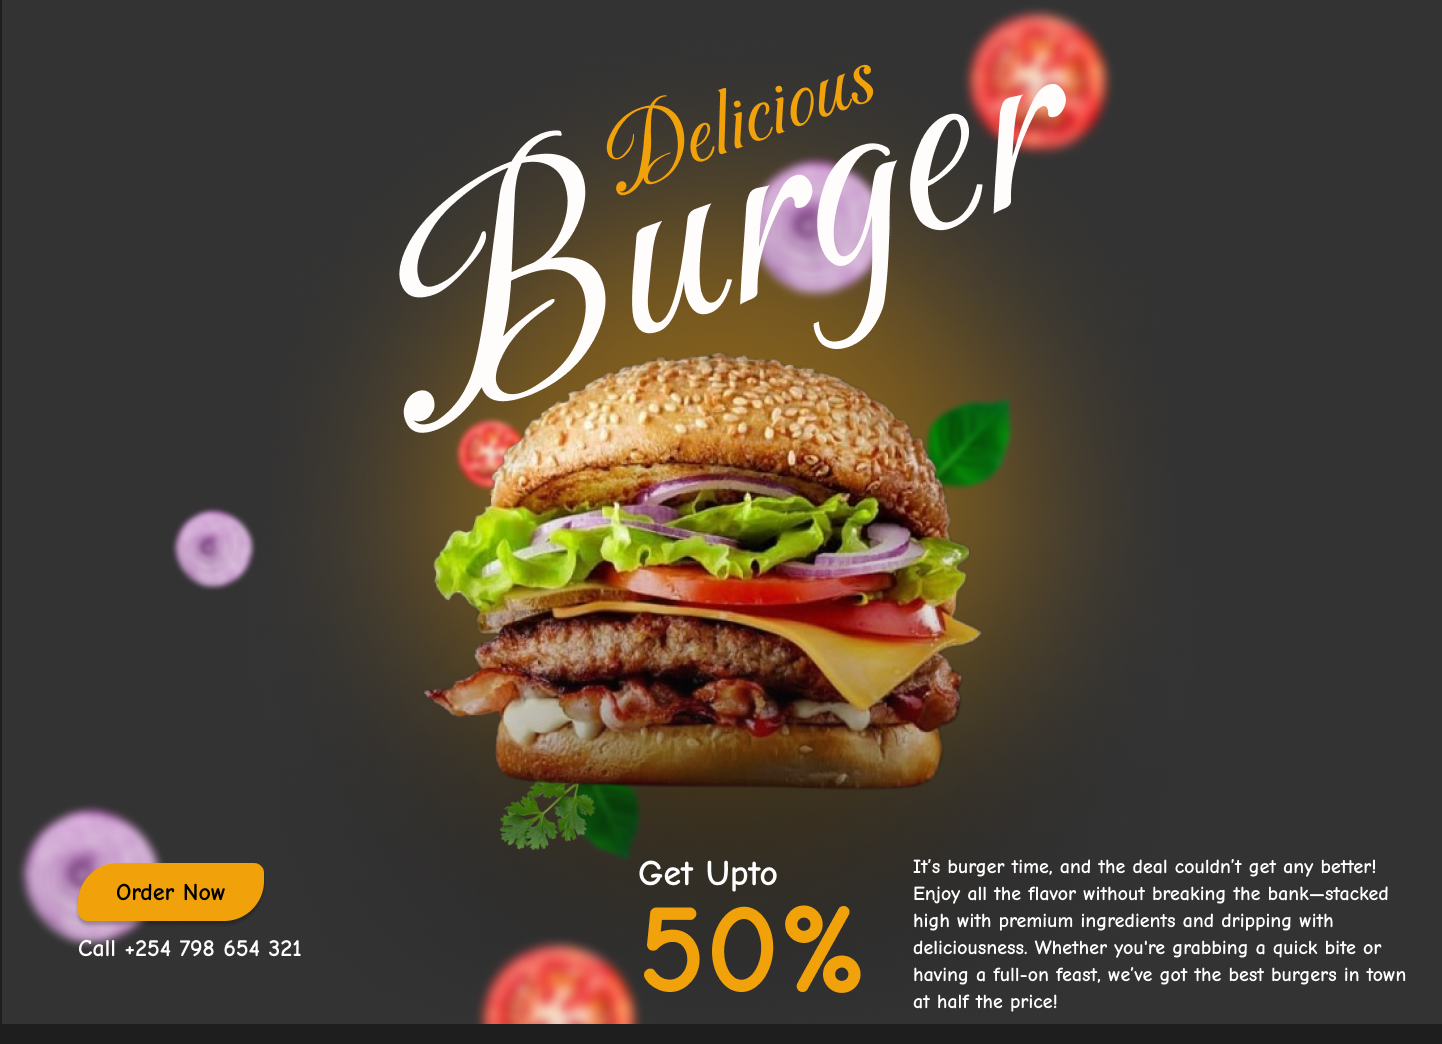 Delicious
Burger
Order Now
Call +254 798 654 321
Get Upto
50%
It's burger time, and the deal couldn't get any better!
Enjoy all the flavor without breaking the bank—stacked
high with premium ingredients and dripping with
deliciousness. Whether you're grabbing a quick bite or
having a full-on feast, we've got the best burgers in town
at half the price!